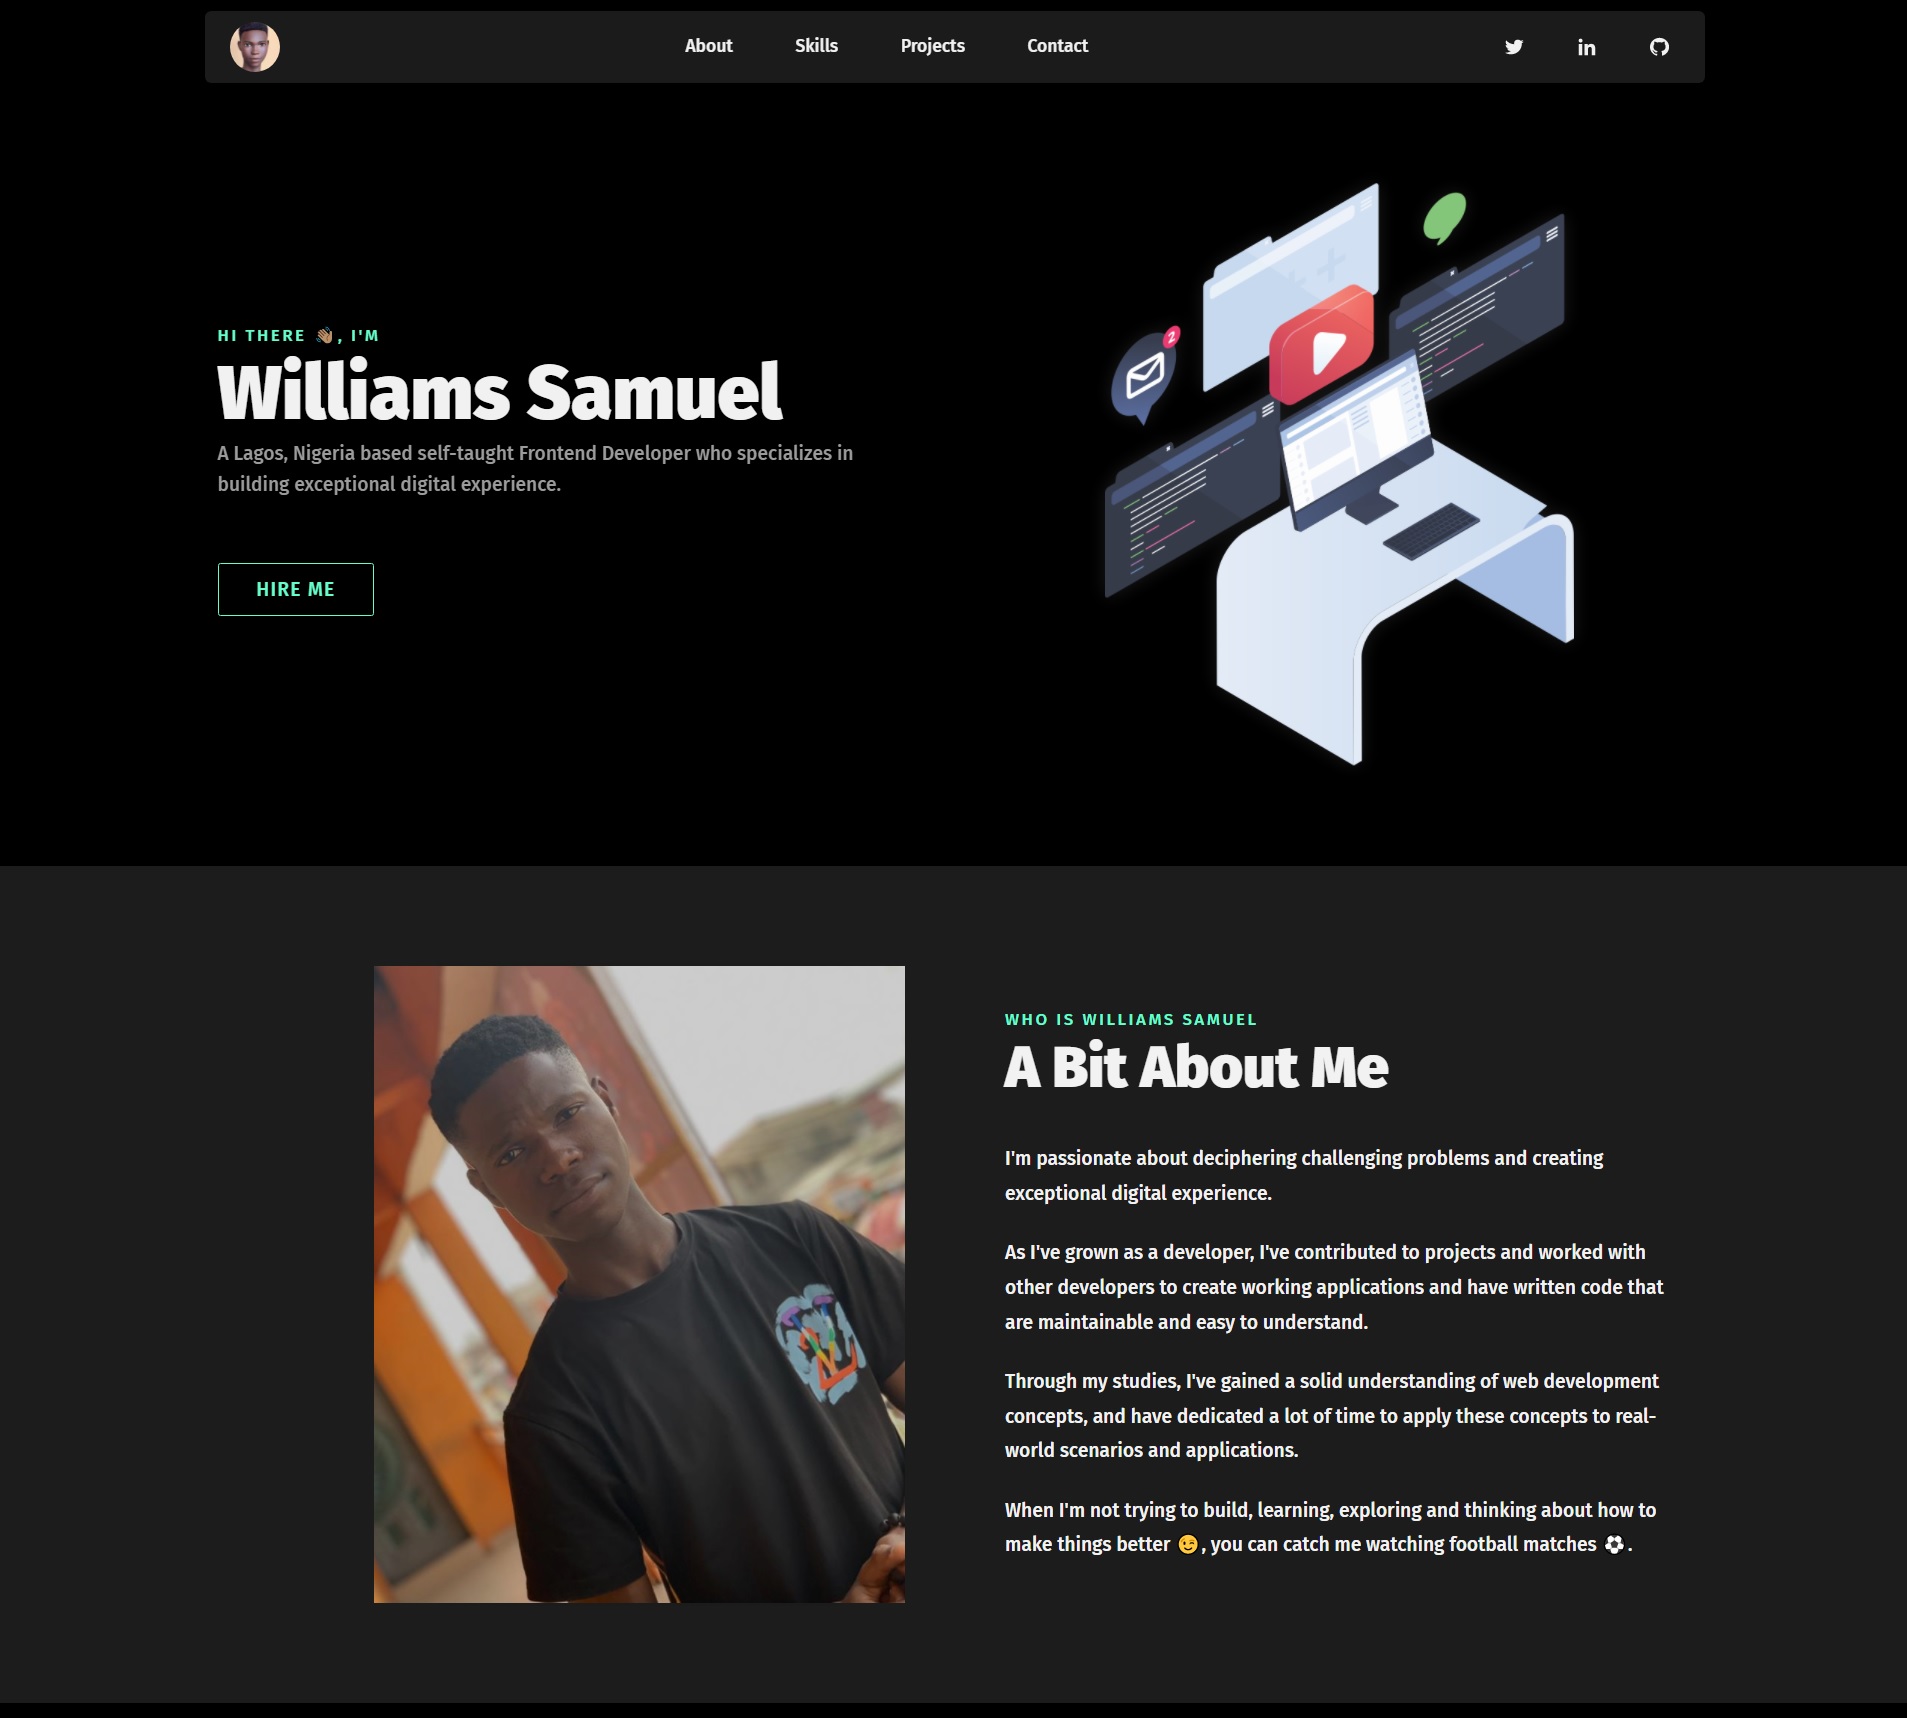 About Skills Projects Contact
HI THERE 👋🏽, I'M
Williams Samuel
A Lagos, Nigeria based self-taught Frontend Developer who specializes in
building exceptional digital experience.
2
HIRE ME
WHO IS WILLIAMS SAMUEL
A Bit About Me
I'm passionate about deciphering challenging problems and creating
exceptional digital experience.
As I've grown as a developer, I've contributed to projects and worked with
other developers to create working applications and have written code that
are maintainable and easy to understand.
Through my studies, I've gained a solid understanding of web development
concepts, and have dedicated a lot of time to apply these concepts to real-
world scenarios and applications.
When I'm not trying to build, learning, exploring and thinking about how to
make things better 😉, you can catch me watching football matches ⚽.